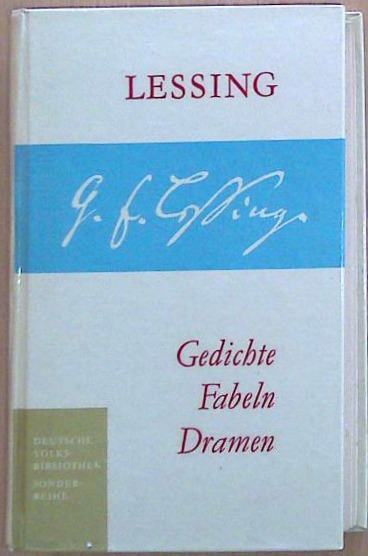 LESSING
G. E. Lessing.
Gedichte
Fabeln
Dramen
DEUTSCHE
VOLKS-
BIBLIOTHEK
SONDER-
REIHE